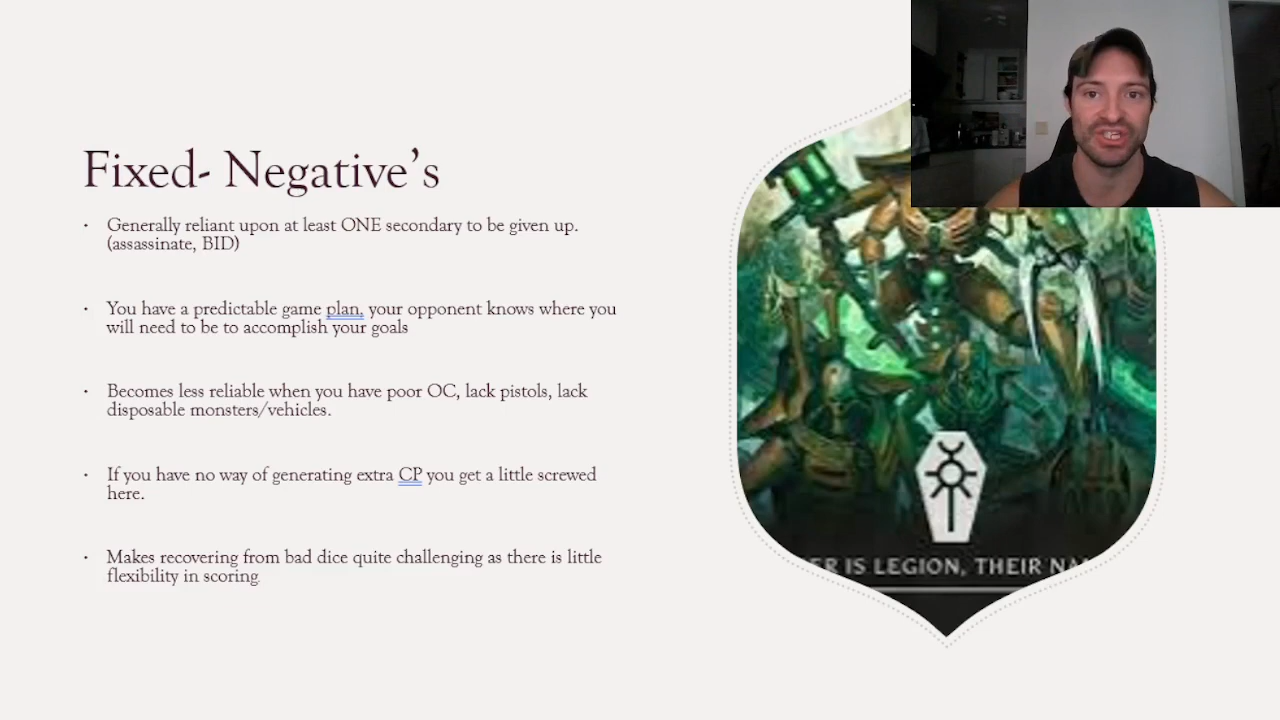 Fixed- Negative's
• Generally reliant upon at least ONE secondary to be given up.
(assassinate, BID)
• You have a predictable game plan, your opponent knows where you
will need to be to accomplish your goals
• Becomes less reliable when you have poor OC, lack pistols, lack
disposable monsters/vehicles.
• If you have no way of generating extra CP you get a little screwed
here.
• Makes recovering from bad dice quite challenging as there is little
flexibility in scoring
IS LEGION, THEIR